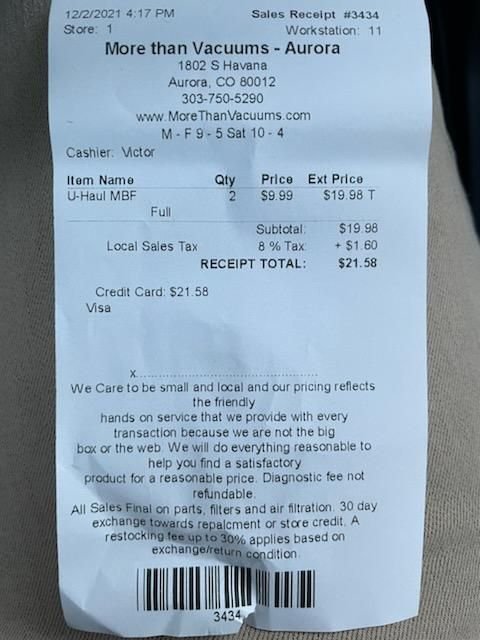 12/2/2021 4:17 PM Sales Receipt #3434
Store: 1 Workstation: 11
More than Vacuums - Aurora
1802 S Havana
Aurora, CO 80012
303-750-5290
www.MoreThanVacuums.com
M - F 9 - 5 Sat 10 - 4
Cashier: Victor
Item Name Qty Price Ext Price
U-Haul MBF 2 $9.99 $19.98 T
Full
Subtotal: $19.98
Local Sales Tax 8 % Tax: + $1.60
RECEIPT TOTAL: $21.58
Credit Card: $21.58
Visa
X.......................................................
We Care to be small and local and our pricing reflects
the friendly
hands on service that we provide with every
transaction because we are not the big
box or the web. We will do everything reasonable to
help you find a satisfactory
product for a reasonable price. Diagnostic fee not
refundable.
All Sales Final on parts, filters and air filtration. 30 day
exchange towards repalcment or store credit. A
restocking fee up to 30% applies based on
exchange/return condition.
3434